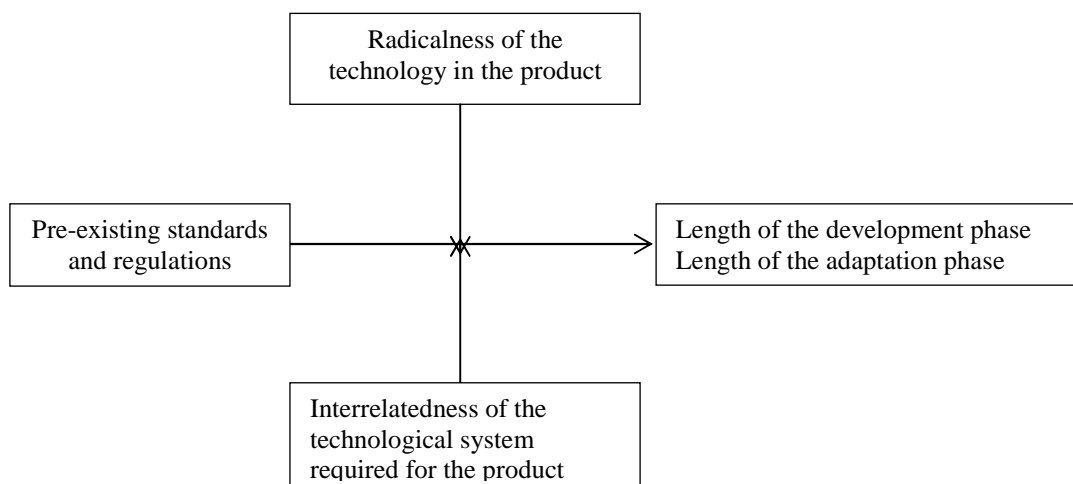 Radicalness of the
technology in the product
Pre-existing standards
and regulations
Length of the development phase
Length of the adaptation phase
Interrelatedness of the
technological system
required for the product